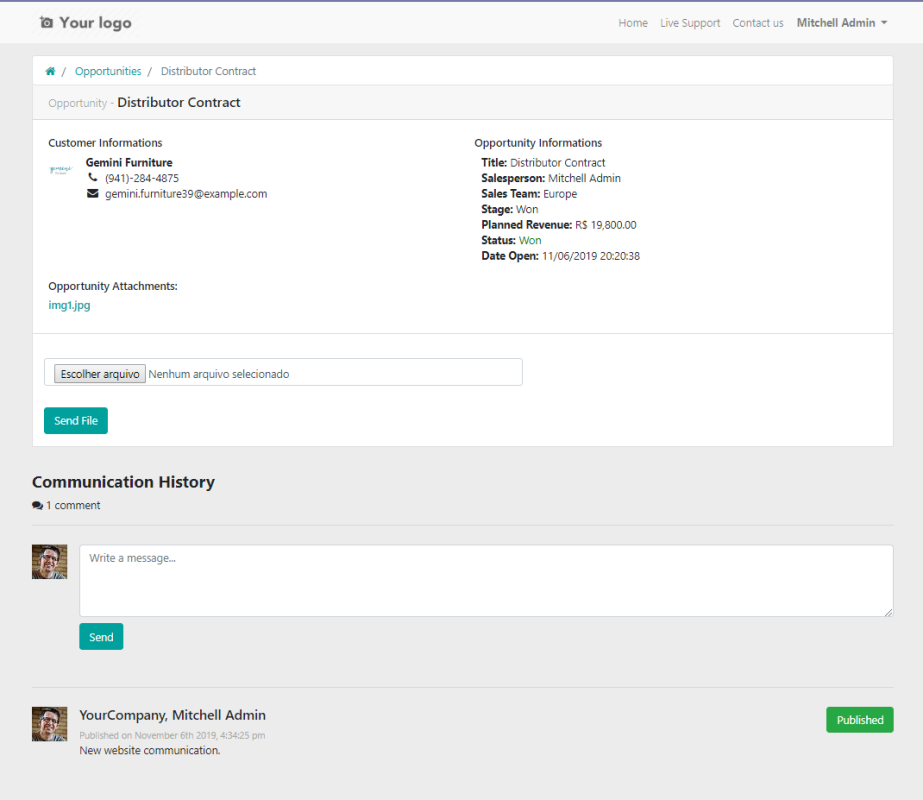 Your logo
Home Live Support Contact us Mitchell Admin
/ Opportunities / Distributor Contract
Opportunity - Distributor Contract
Customer Informations
Gemini Furniture
(941)-284-4875
gemini.furniture39@example.com
Opportunity Informations
Title: Distributor Contract
Salesperson: Mitchell Admin
Sales Team: Europe
Stage: Won
Planned Revenue: R$ 19,800.00
Status: Won
Date Open: 11/06/2019 20:20:38
Opportunity Attachments:
img1.jpg
Escolher arquivo Nenhum arquivo selecionado
Send File
Communication History
1 comment
Write a message...
Send
YourCompany, Mitchell Admin
Published
Published on November 6th 2019, 4:34:25 pm
New website communication.